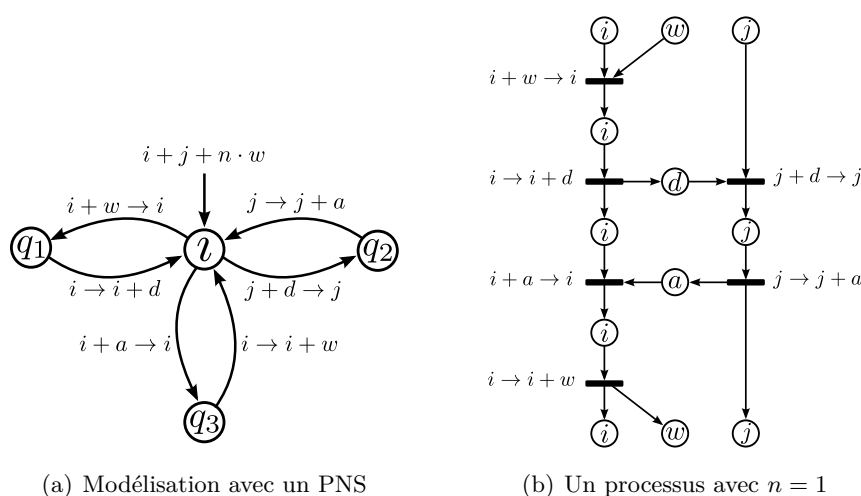 i + j + n · w
i + w → i
j → j + a
q1
ι
q2
i → i + d
j + d → j
i + a → i
i → i + w
q3
(a) Modélisation avec un PNS
i
w
j
i + w → i
i
i → i + d
d
j + d → j
i
j
i + a → i
a
j → j + a
i
i → i + w
i
w
j
(b) Un processus avec n = 1